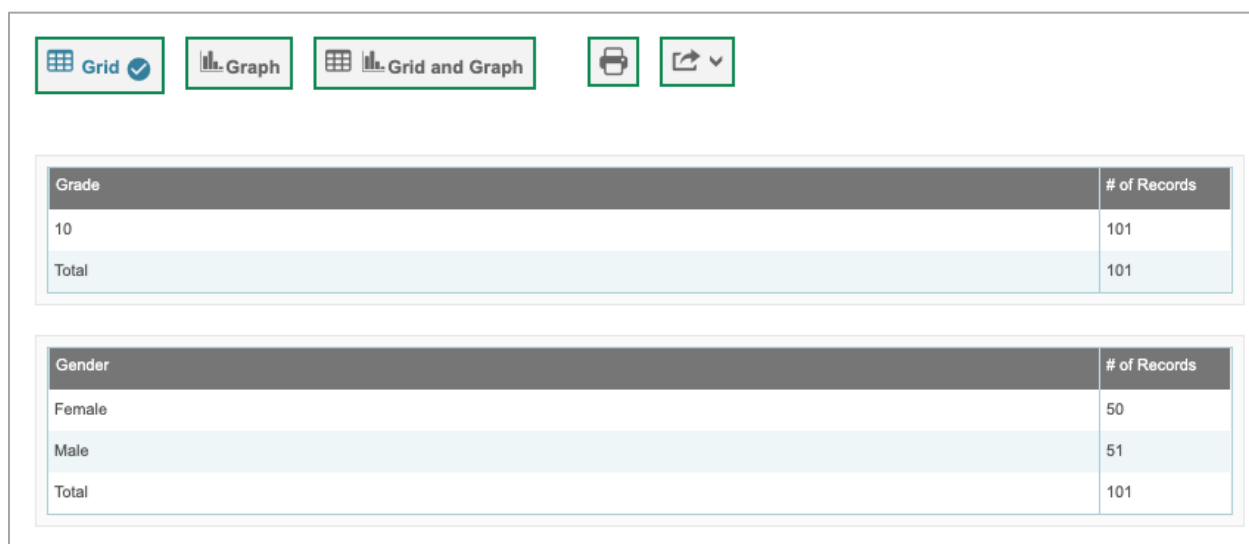 Grid Graph Grid and Graph
Grade # of Records
10 101
Total 101
Gender # of Records
Female 50
Male 51
Total 101